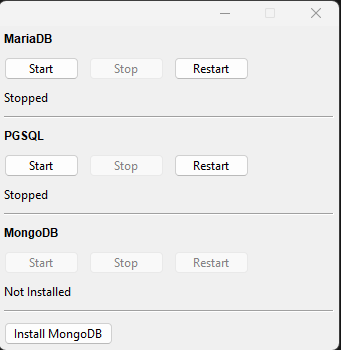 MariaDB
Start Stop Restart
Stopped
PGSQL
Start Stop Restart
Stopped
MongoDB
Start Stop Restart
Not Installed
Install MongoDB